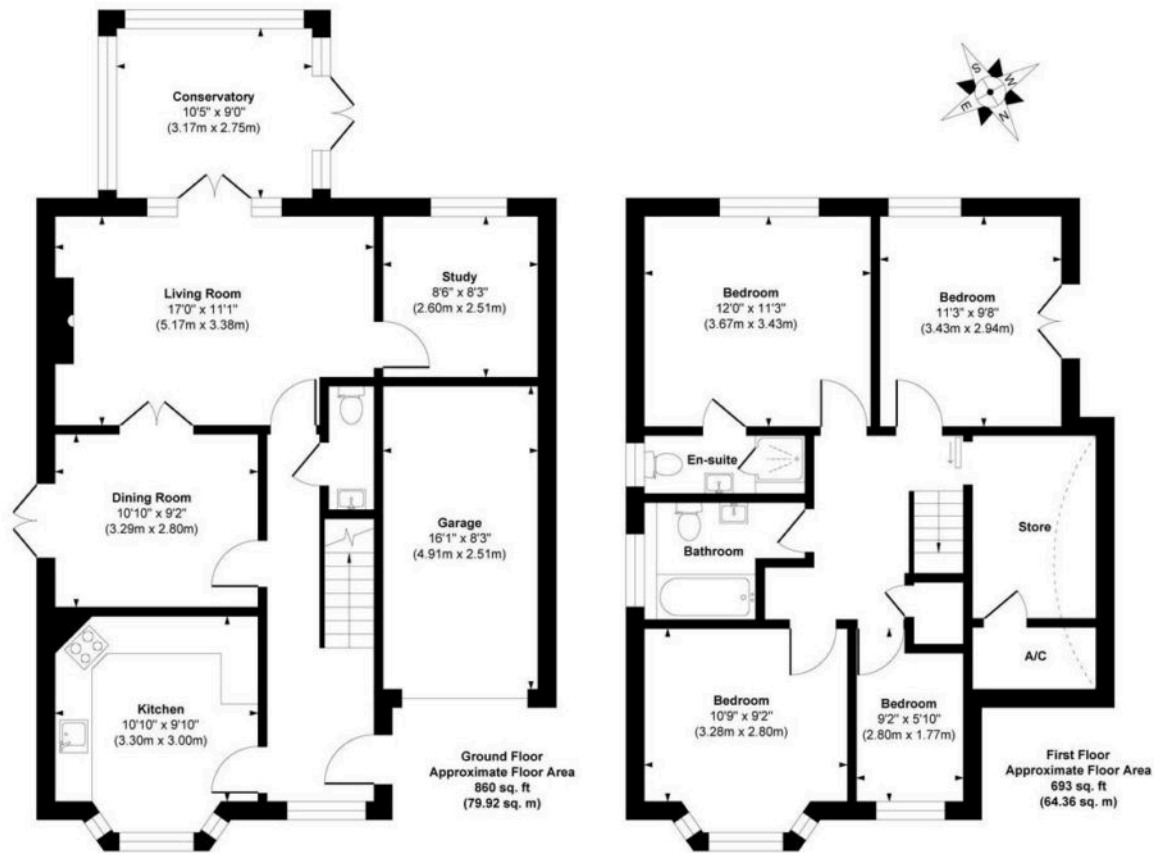 Conservatory
10'5" x 9'0"
(3.17m x 2.75m)
S
W
E
N
Living Room
17'0" x 11'1"
(5.17m x 3.38m)
Study
8'6" x 8'3"
(2.60m x 2.51m)
Dining Room
10'10" x 9'2"
(3.29m x 2.80m)
Garage
16'1" x 8'3"
(4.91m x 2.51m)
Kitchen
10'10" x 9'10"
(3.30m x 3.00m)
Ground Floor
Approximate Floor Area
860 sq. ft
(79.92 sq. m)
Bedroom
12'0" x 11'3"
(3.67m x 3.43m)
Bedroom
11'3" x 9'8"
(3.43m x 2.94m)
En-suite
Bathroom
Store
A/C
Bedroom
10'9" x 9'2"
(3.28m x 2.80m)
Bedroom
9'2" x 5'10"
(2.80m x 1.77m)
First Floor
Approximate Floor Area
693 sq. ft
(64.36 sq. m)